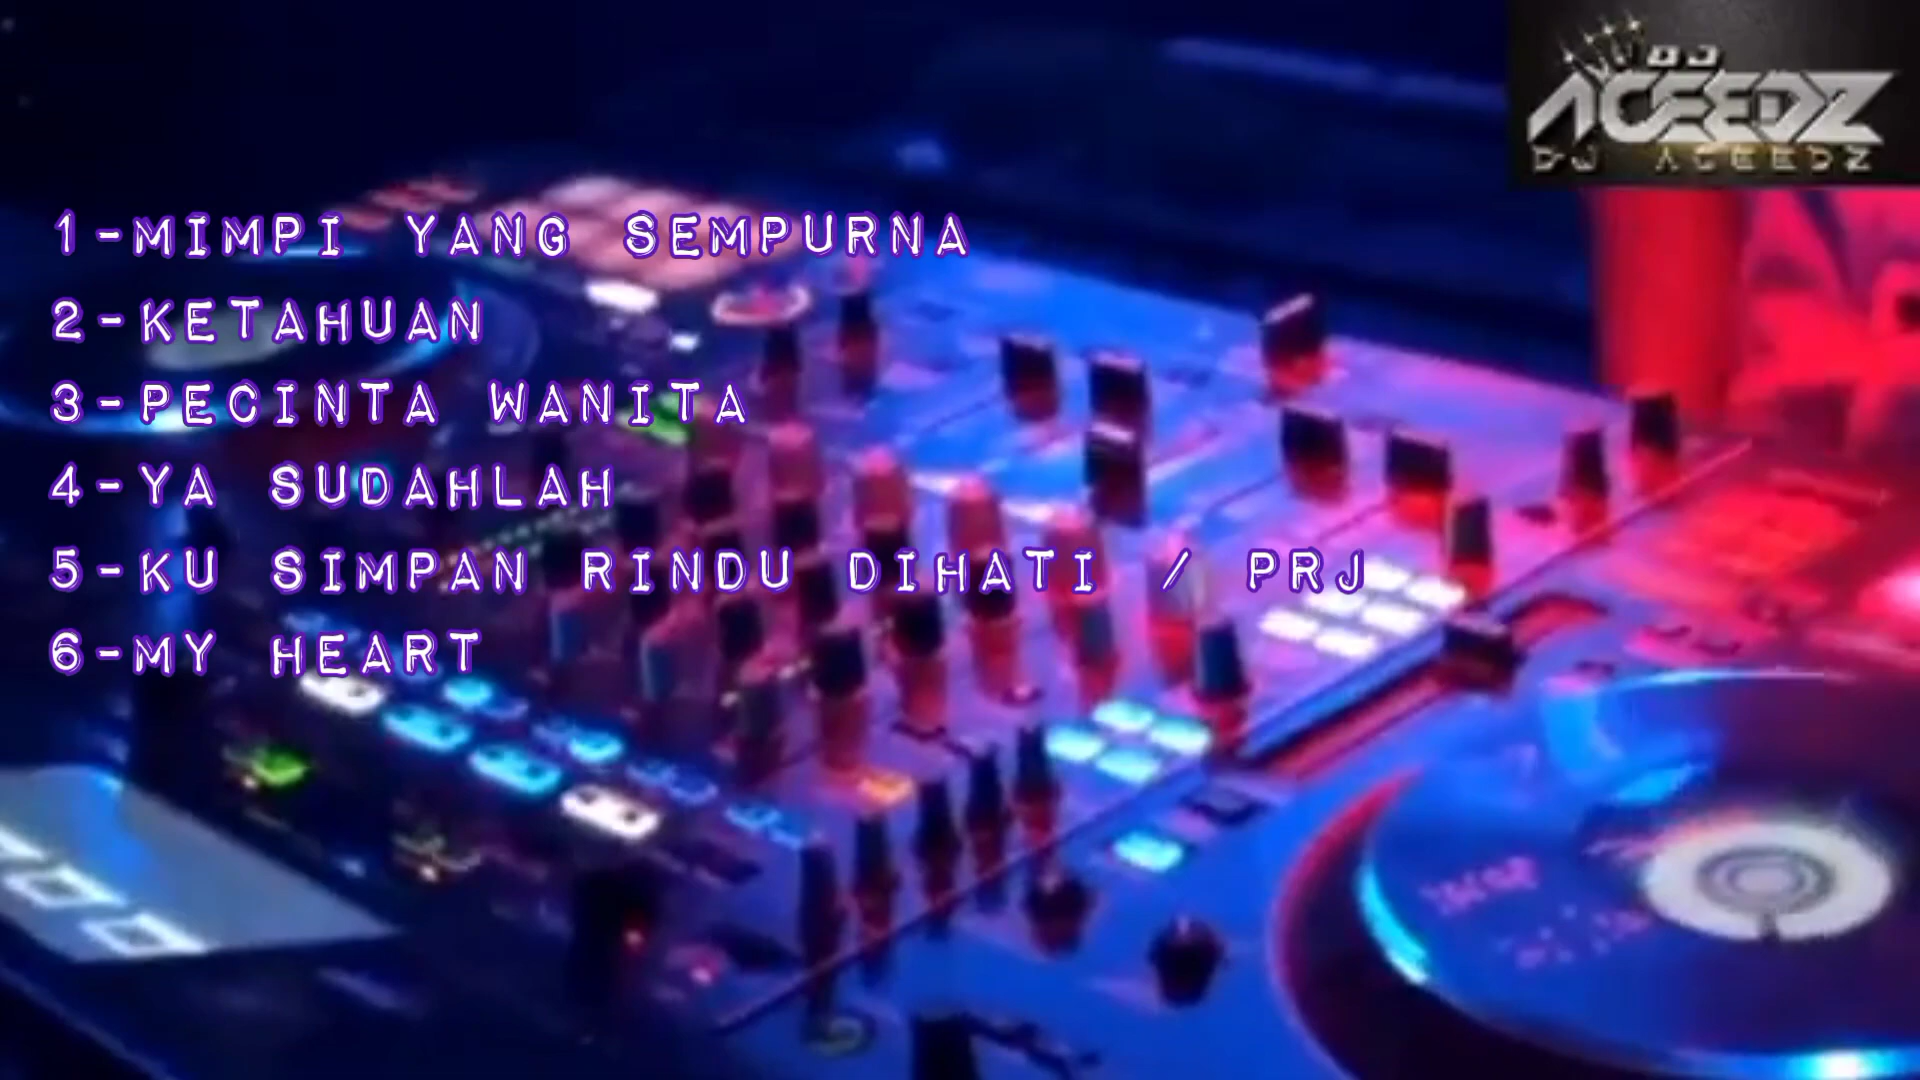 DJ
ACEEDZ
DJ ACEEDZ
1-MIMPI YANG SEMPURNA
2-KETAHUAN
3-PECINTA WANITA
4-YA SUDAHLAH
5-KU SIMPAN RINDU DIHATI / PRJ
6-MY HEART